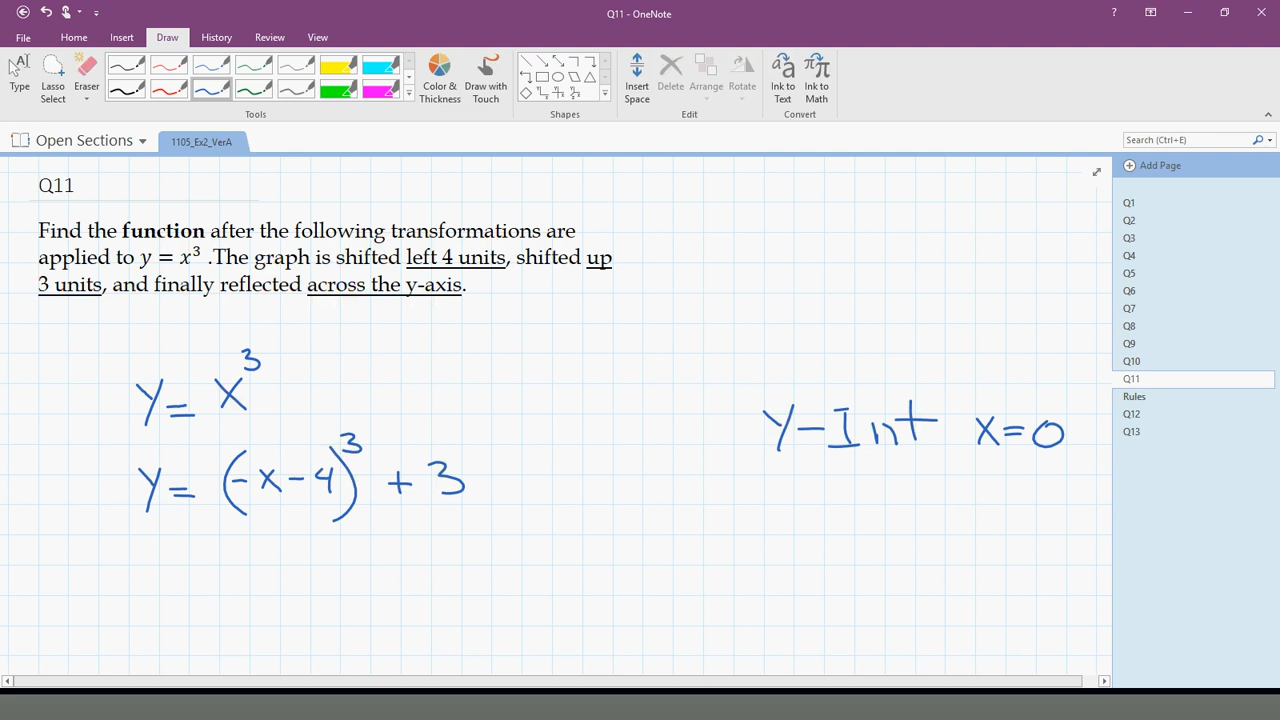 Q11 - OneNote
?
File Home Insert Draw History Review View
Type
Lasso Select
Eraser
Color & Thickness
Draw with Touch
Insert Space
Delete
Arrange
Rotate
Ink to Text
Ink to Math
Tools Shapes Edit Convert
Open Sections 1105_Ex2_VerA Search (Ctrl+E)
Add Page
Q11
Find the function after the following transformations are
applied to y = x³ .The graph is shifted left 4 units, shifted up
3 units, and finally reflected across the y-axis.
y = x³
y = (-x-4)³ + 3
Y-Int x=0
Q1
Q2
Q3
Q4
Q5
Q6
Q7
Q8
Q9
Q10
Q11
Rules
Q12
Q13